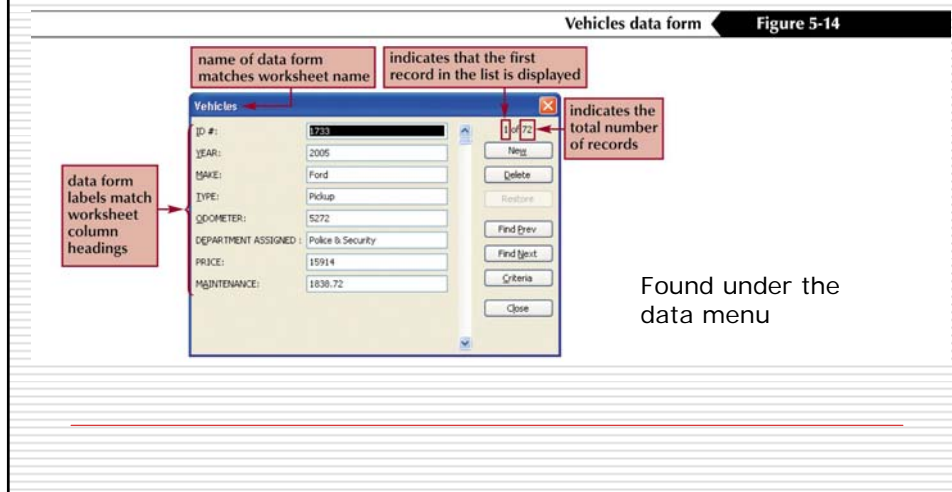 Vehicles data form Figure 5-14
name of data form
matches worksheet name
indicates that the first
record in the list is displayed
indicates the
total number
of records
data form
labels match
worksheet
column
headings
Vehicles
1 of 72
ID #: 1733
YEAR: 2005
MAKE: Ford
TYPE: Pickup
ODOMETER: 5272
DEPARTMENT ASSIGNED : Police & Security
PRICE: 15914
MAINTENANCE: 1838.72
New
Delete
Restore
Find Prev
Find Next
Criteria
Close
Found under the
data menu